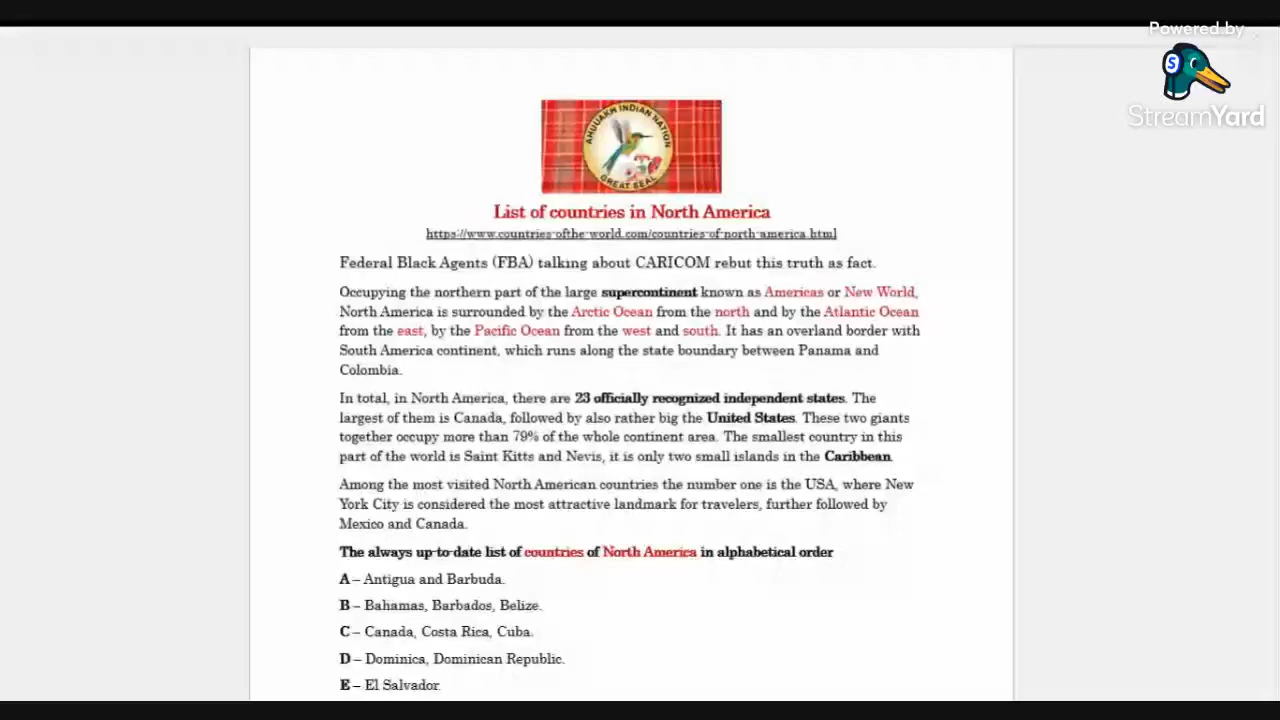 Powered by
StreamYard
AHUUAKH INDIAN NATION
GREAT SEAL
List of countries in North America
https://www.countries-ofthe-world.com/countries-of-north-america.html
Federal Black Agents (FBA) talking about CARICOM rebut this truth as fact.
Occupying the northern part of the large supercontinent known as Americas or New World,
North America is surrounded by the Arctic Ocean from the north and by the Atlantic Ocean
from the east, by the Pacific Ocean from the west and south. It has an overland border with
South America continent, which runs along the state boundary between Panama and
Colombia.
In total, in North America, there are 23 officially recognized independent states. The
largest of them is Canada, followed by also rather big the United States. These two giants
together occupy more than 79% of the whole continent area. The smallest country in this
part of the world is Saint Kitts and Nevis, it is only two small islands in the Caribbean.
Among the most visited North American countries the number one is the USA, where New
York City is considered the most attractive landmark for travelers, further followed by
Mexico and Canada.
The always up-to-date list of countries of North America in alphabetical order
A – Antigua and Barbuda.
B – Bahamas, Barbados, Belize.
C – Canada, Costa Rica, Cuba.
D – Dominica, Dominican Republic.
E – El Salvador.